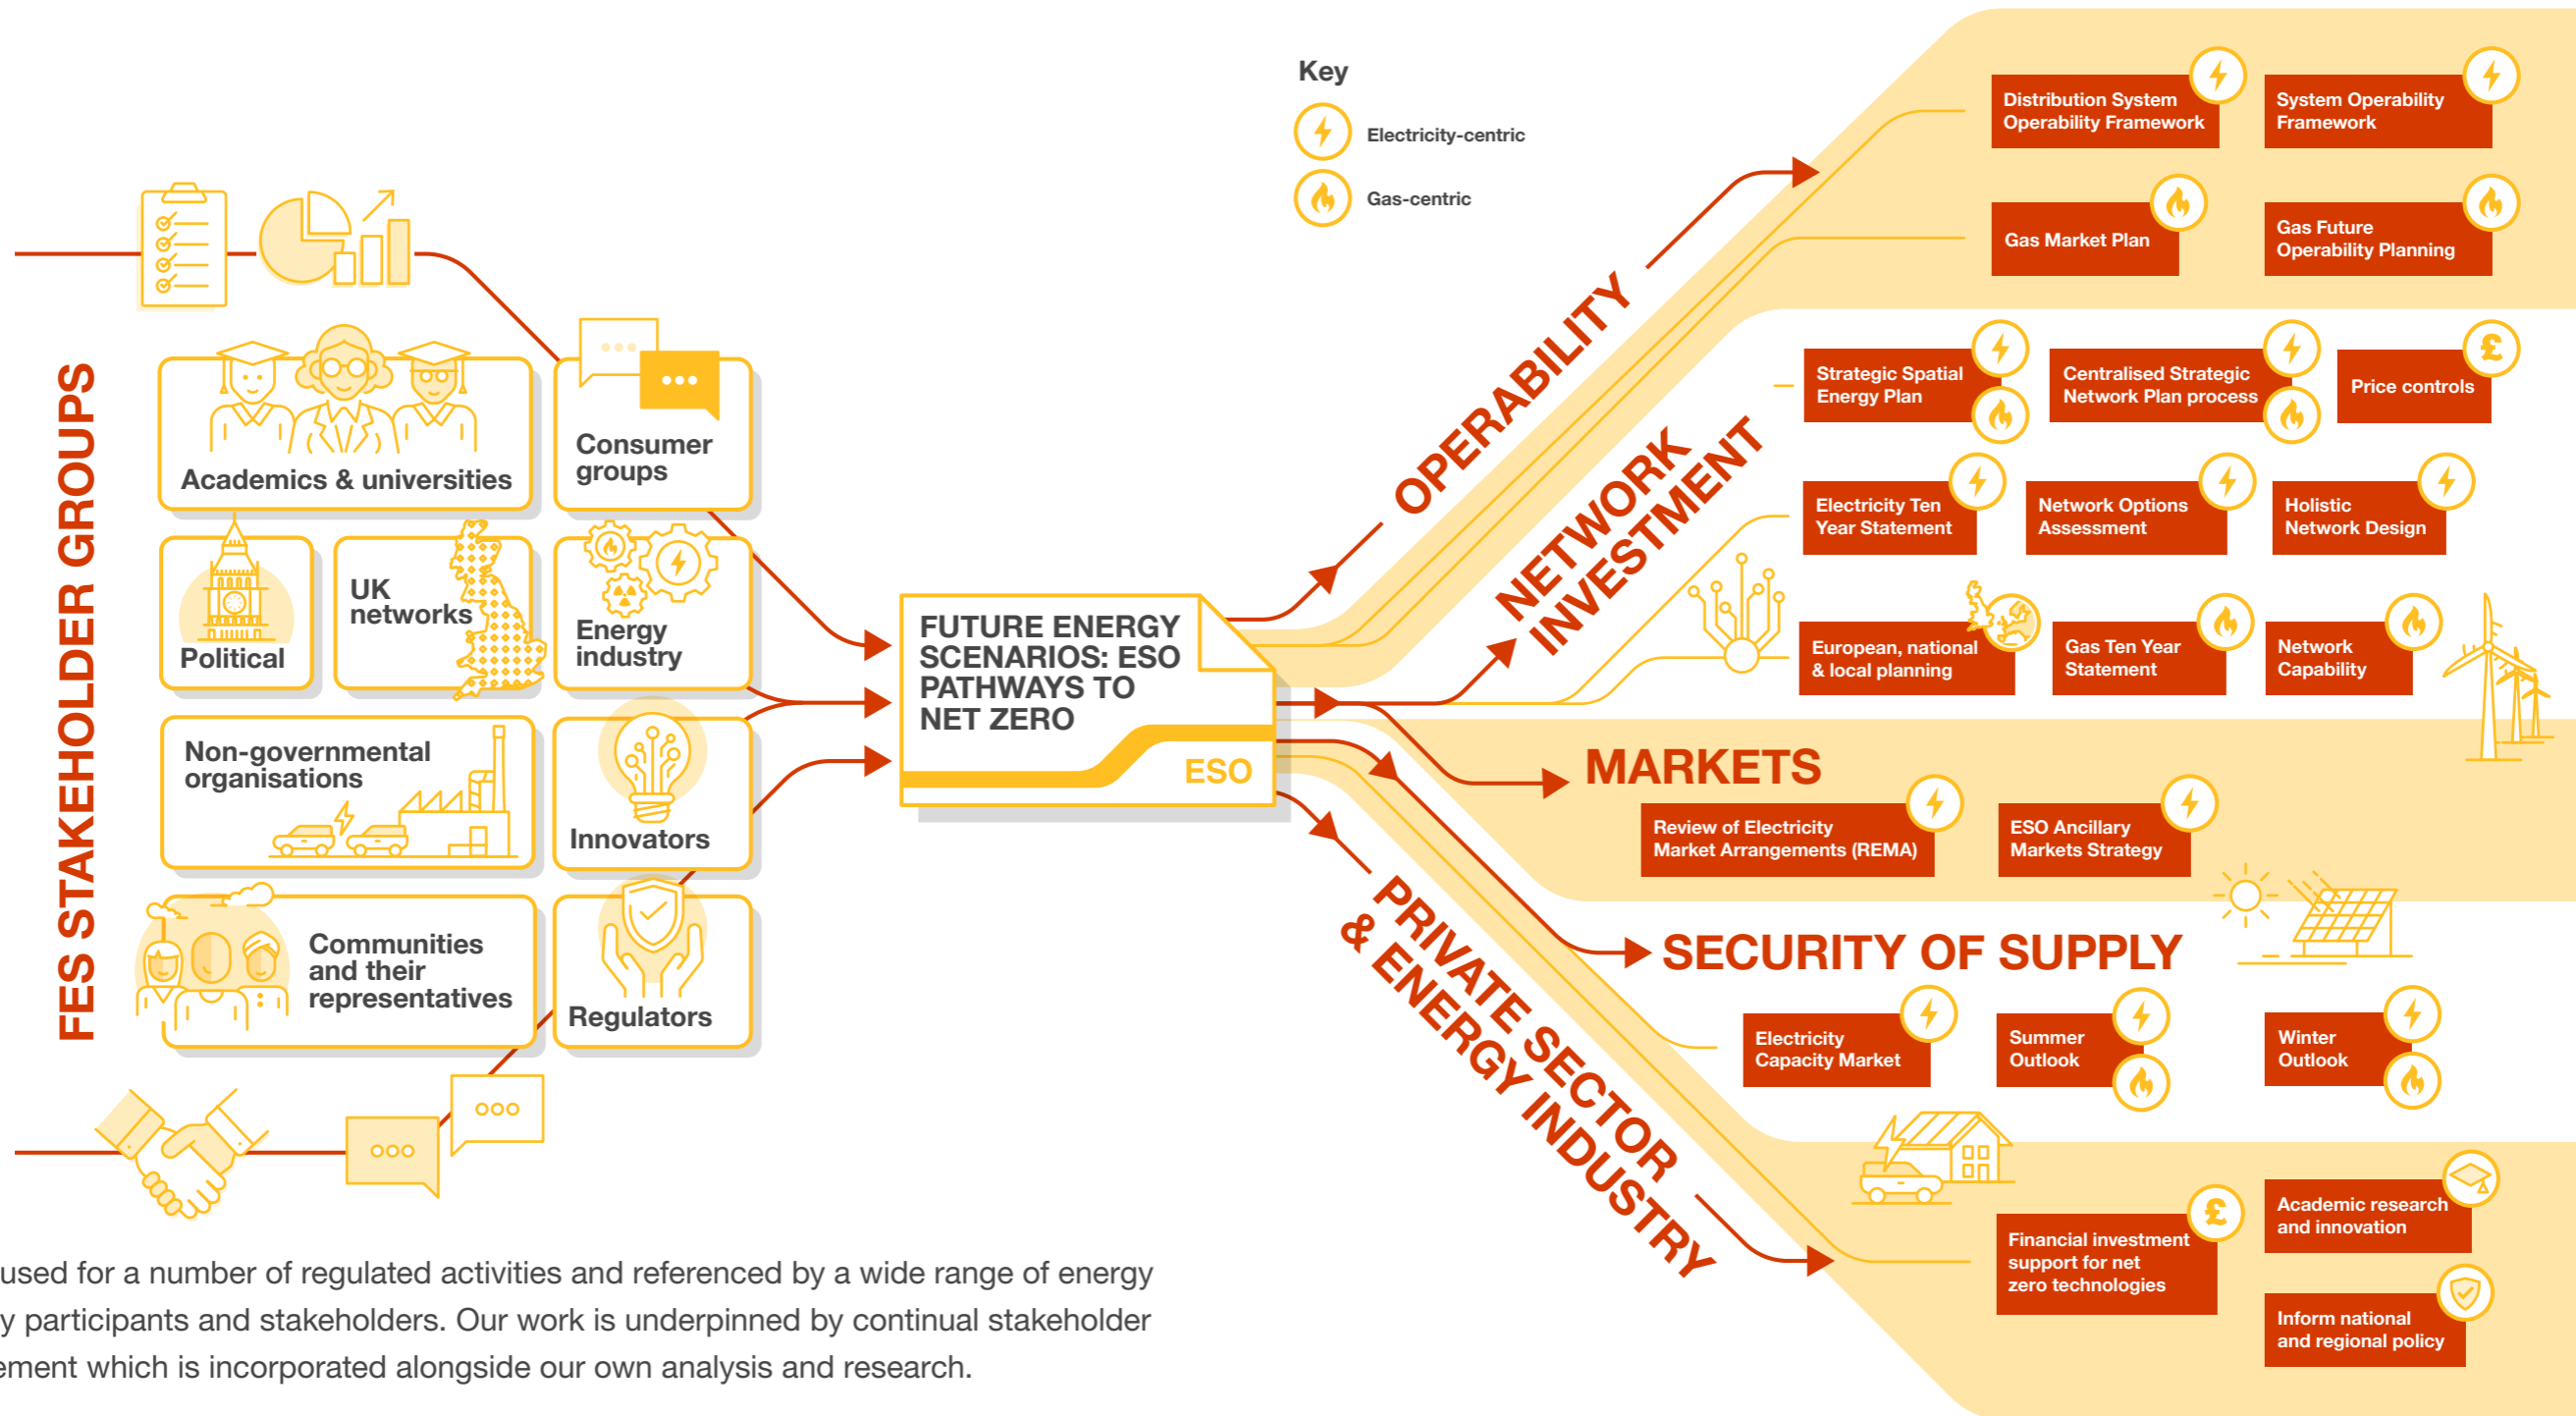 Key
Electricity-centric
Gas-centric
FES STAKEHOLDER GROUPS
Academics & universities
Consumer
groups
Political
UK
networks
Energy
industry
Non-governmental
organisations
Innovators
Communities
and their
representatives
Regulators
FUTURE ENERGY
SCENARIOS: ESO
PATHWAYS TO
NET ZERO
ESO
OPERABILITY
Distribution System
Operability Framework
System Operability
Framework
Gas Market Plan
Gas Future
Operability Planning
NETWORK
INVESTMENT
Strategic Spatial
Energy Plan
Centralised Strategic
Network Plan process
Price controls
£
Electricity Ten
Year Statement
Network Options
Assessment
Holistic
Network Design
European, national
& local planning
Gas Ten Year
Statement
Network
Capability
MARKETS
Review of Electricity
Market Arrangements (REMA)
ESO Ancillary
Markets Strategy
SECURITY OF SUPPLY
Electricity
Capacity Market
Summer
Outlook
Winter
Outlook
PRIVATE SECTOR
& ENERGY INDUSTRY
Financial investment
support for net
zero technologies
£
Academic research
and innovation
Inform national
and regional policy
used for a number of regulated activities and referenced by a wide range of energy
y participants and stakeholders. Our work is underpinned by continual stakeholder
ement which is incorporated alongside our own analysis and research.